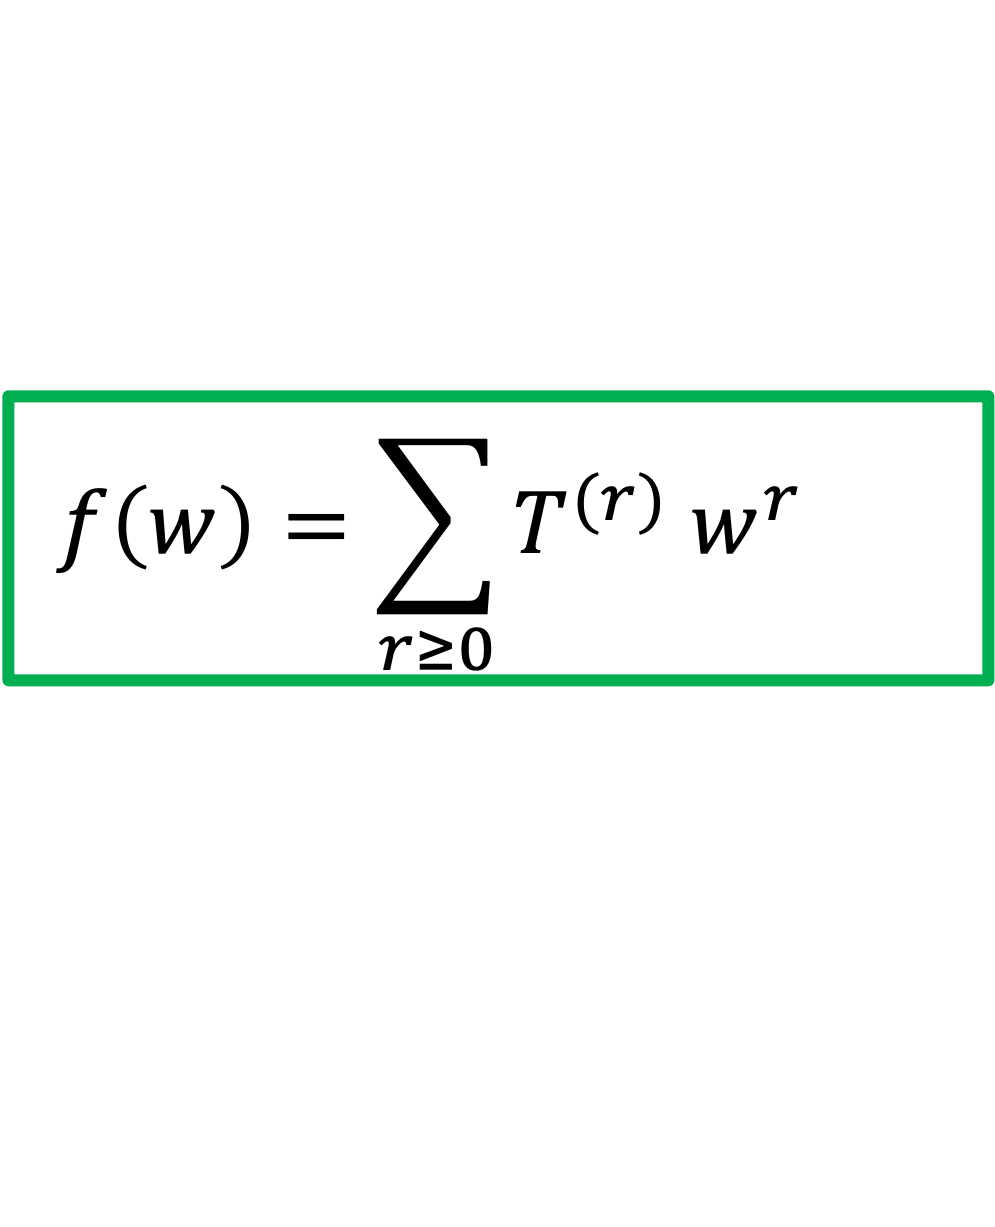 f(w) = ∑_{r≥0} T^{(r)} w^r